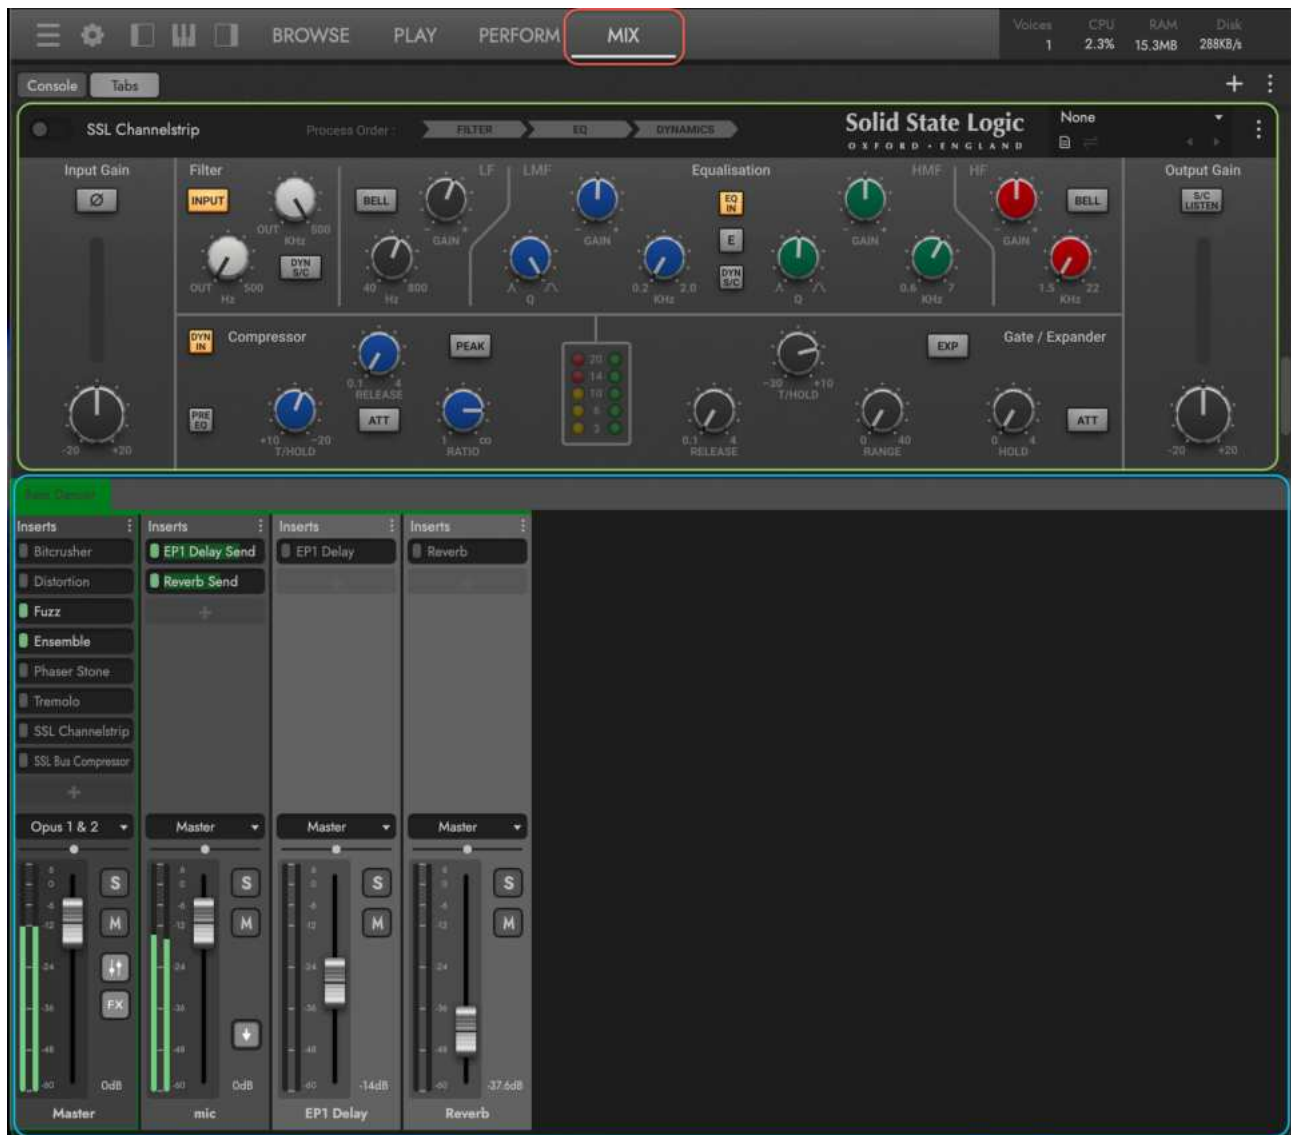 BROWSE PLAY PERFORM MIX
Voices CPU RAM Disk
1 2.3% 15.3MB 288KB/s
Console Tabs +
SSL Channelstrip Process Order : FILTER EQ DYNAMICS Solid State Logic None
OXFORD • ENGLAND
Input Gain Filter LF LMF Equalisation HMF HF Output Gain
Ø INPUT BELL EQ IN BELL S/C LISTEN
OUT 500 - GAIN + - GAIN + - GAIN + - GAIN +
KHz E
DYN S/C DYN S/C
OUT 500 40 800 Q 0.2 2.0 Q 0.6 7 1.5 22
Hz Hz KHz KHz KHz
DYN IN Compressor PEAK EXP Gate / Expander
20
14
10
6
3
0.1 4 -30 +10
RELEASE T/HOLD
PRE EQ ATT ATT
-20 +20 +10 -20 1 ∞ 0.1 4 0 40 0 4 -20 +20
T/HOLD RATIO RELEASE RANGE HOLD
Inserts Inserts Inserts Inserts
Bitcrusher EP1 Delay Send EP1 Delay Reverb
Distortion Reverb Send + +
Fuzz +
Ensemble
Phaser Stone
Tremolo
SSL Channelstrip
SSL Bus Compressor
+
Opus 1 & 2 Master Master Master
S S S S
M M M M
FX
0dB 0dB -14dB -37.6dB
Master mic EP1 Delay Reverb